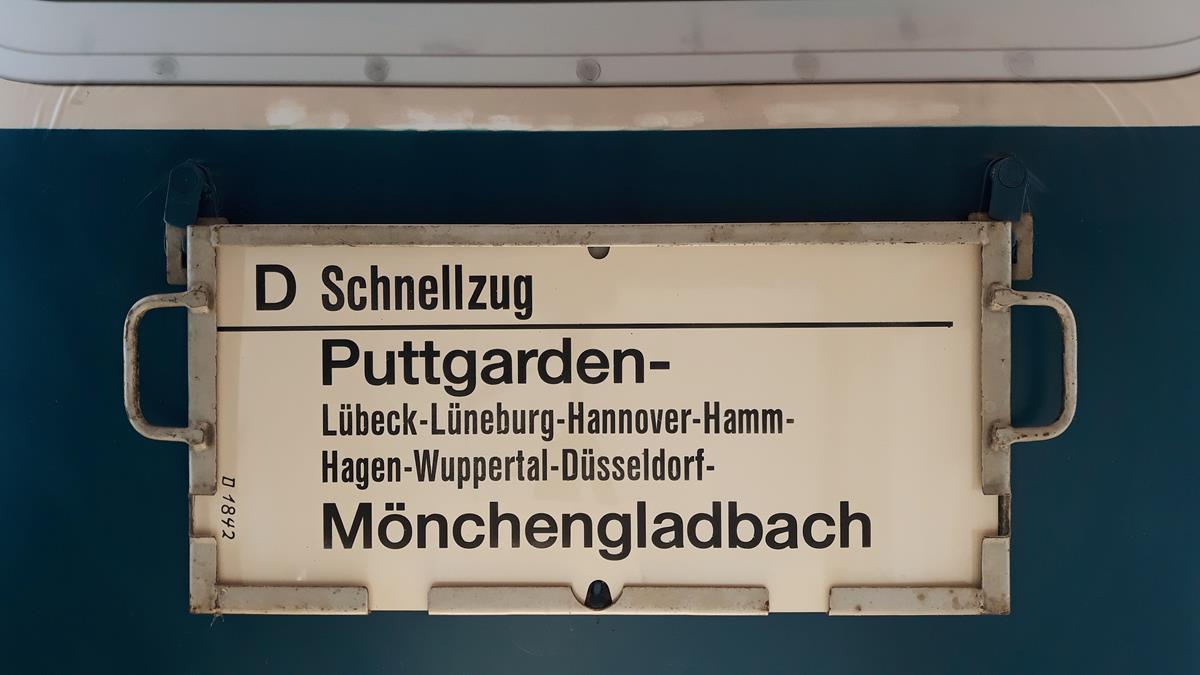 D Schnellzug
Puttgarden-
Lübeck-Lüneburg-Hannover-Hamm-
Hagen-Wuppertal-Düsseldorf-
Mönchengladbach
D 1842